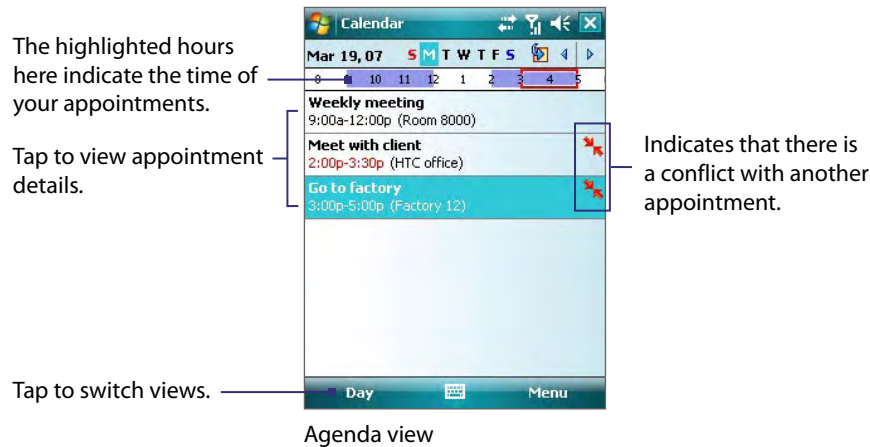 Calendar
Mar 19, 07 S M T W T F S
8 10 11 12 1 2 3 4 5
The highlighted hours
here indicate the time of
your appointments.
Weekly meeting
9:00a-12:00p (Room 8000)
Tap to view appointment
details.
Meet with client
2:00p-3:30p (HTC office)
Go to factory
3:00p-5:00p (Factory 12)
Indicates that there is
a conflict with another
appointment.
Tap to switch views.
Day Menu
Agenda view